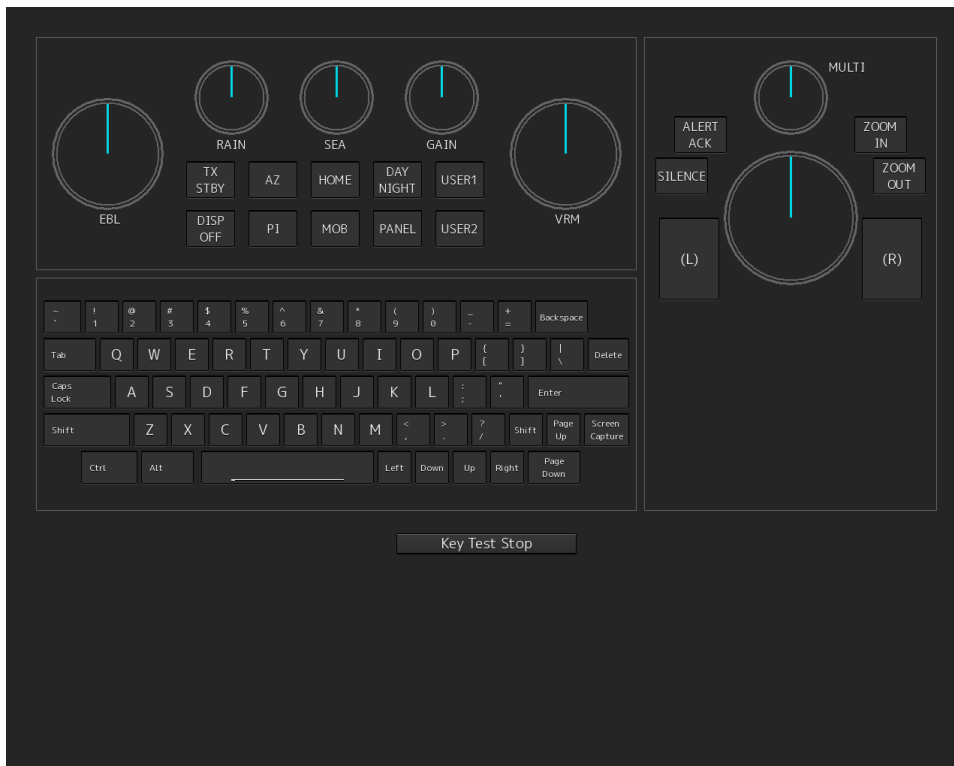 MULTI
RAIN SEA GAIN
EBL VRM
TX
STBY
AZ
HOME
DAY
NIGHT
USER1
DISP
OFF
PI
MOB
PANEL
USER2
ALERT
ACK
ZOOM
IN
SILENCE
ZOOM
OUT
(L)
(R)
~
`
!
1
@
2
#
3
$
4
%
5
^
6
&
7
*
8
(
9
)
0
_
-
+
=
Backspace
Tab
Q W E R T Y U I O P
{
[
}
]
|
\
Delete
Caps
Lock
A S D F G H J K L
:
;
"
'
Enter
Shift
Z X C V B N M
<
,
>
.
?
/
Shift
Page
Up
Screen
Capture
Ctrl
Alt
Left
Down
Up
Right
Page
Down
Key Test Stop